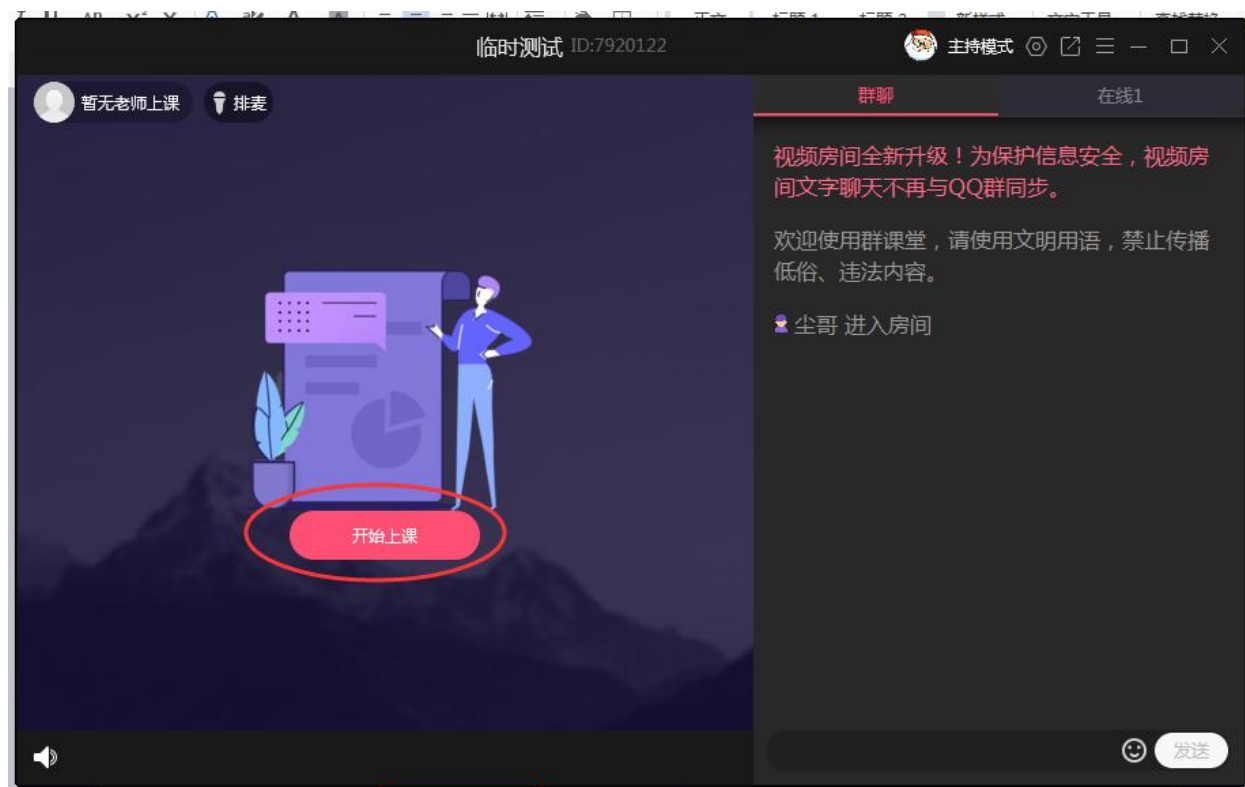 临时测试 ID:7920122
主持模式
暂无老师上课
排麦
群聊
在线1
视频房间全新升级！为保护信息安全，视频房
间文字聊天不再与QQ群同步。
欢迎使用群课堂，请使用文明用语，禁止传播
低俗、违法内容。
尘哥 进入房间
开始上课
发送